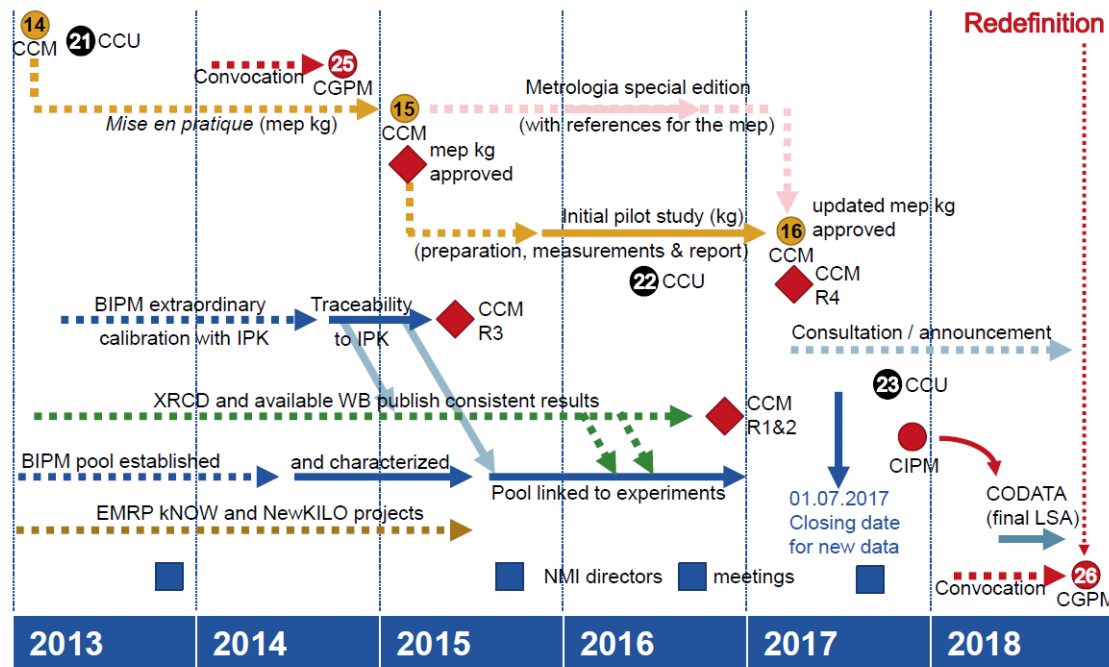 Redefinition
14
CCM
21 CCU
Convocation
25
CGPM
Mise en pratique (mep kg)
15
CCM
Metrologia special edition
(with references for the mep)
mep kg
approved
Initial pilot study (kg)
(preparation, measurements & report)
16
CCM
updated mep kg
approved
22 CCU
CCM
R4
BIPM extraordinary
calibration with IPK
Traceability
to IPK
CCM
R3
Consultation / announcement
23 CCU
XRCD and available WB publish consistent results
CCM
R1&2
CIPM
BIPM pool established
and characterized
Pool linked to experiments
01.07.2017
Closing date
for new data
CODATA
(final LSA)
EMRP kNOW and NewKILO projects
NMI directors
meetings
Convocation
26
CGPM
2013
2014
2015
2016
2017
2018